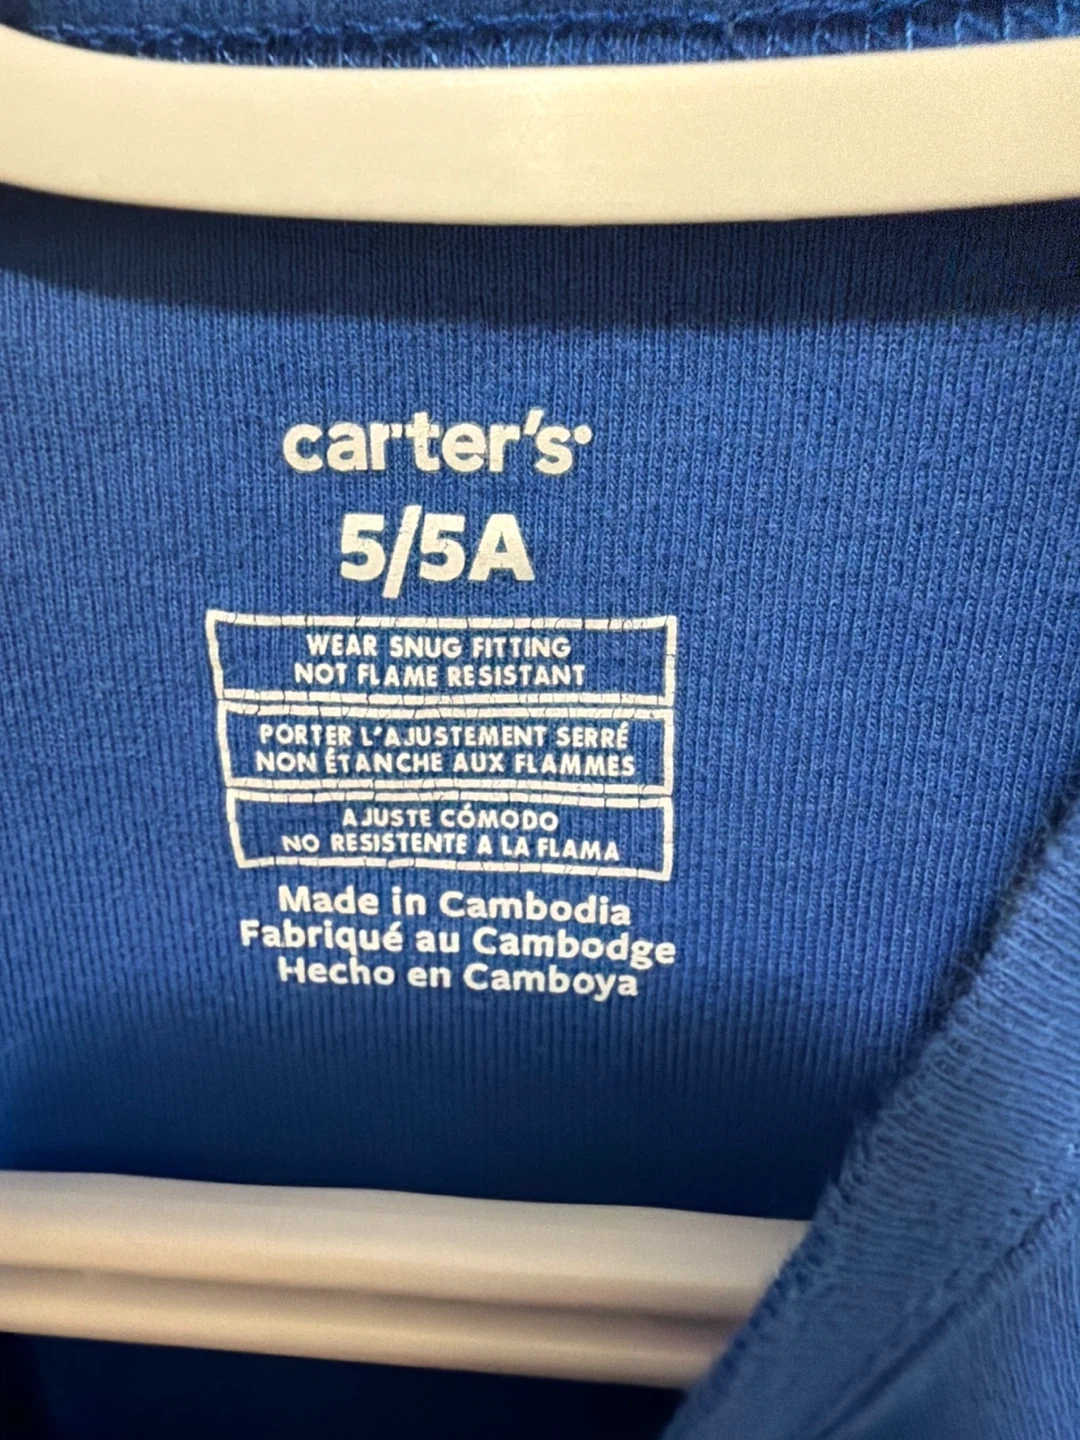 carter's
5/5A
WEAR SNUG FITTING
NOT FLAME RESISTANT
PORTER L'AJUSTEMENT SERRÉ
NON ÉTANCHE AUX FLAMMES
AJUSTE CÓMODO
NO RESISTENTE A LA FLAMA
Made in Cambodia
Fabriqué au Cambodge
Hecho en Camboya